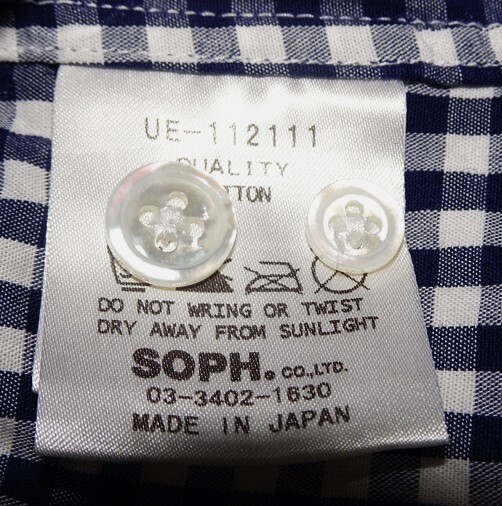 UE-112111
QUALITY
DO NOT WRING OR TWIST
DRY AWAY FROM SUNLIGHT
SOPH. CO.,LTD.
03-3402-1630
MADE IN JAPAN